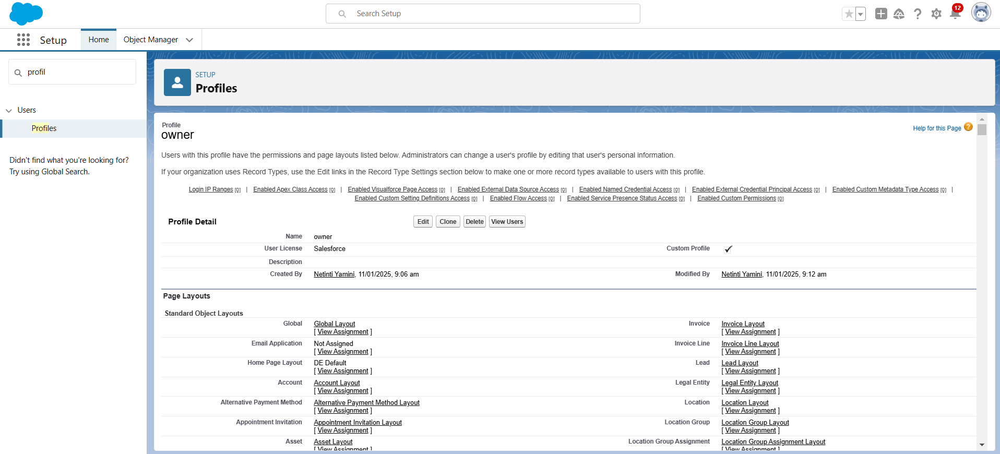 Search Setup
12
Setup
Home
Object Manager
profil
Users
Profiles
Didn't find what you're looking for?
Try using Global Search.
SETUP
Profiles
Profile
owner
Help for this Page ?
Users with this profile have the permissions and page layouts listed below. Administrators can change a user's profile by editing that user's personal information.
If your organization uses Record Types, use the Edit links in the Record Type Settings section below to make one or more record types available to users with this profile.
Login IP Ranges [0] | Enabled Apex Class Access [0] | Enabled Visualforce Page Access [0] | Enabled External Data Source Access [0] | Enabled Named Credential Access [0] | Enabled External Credential Principal Access [0] | Enabled Custom Metadata Type Access [0] |
Enabled Custom Setting Definitions Access [0] | Enabled Flow Access [0] | Enabled Service Presence Status Access [0] | Enabled Custom Permissions [0]
Profile Detail Edit Clone Delete View Users
Name owner
User License Salesforce Custom Profile
Description
Created By Netinti Yamini, 11/01/2025, 9:06 am Modified By Netinti Yamini, 11/01/2025, 9:12 am
Page Layouts
Standard Object Layouts
Global Global Layout Invoice Invoice Layout
[ View Assignment ] [ View Assignment ]
Email Application Not Assigned Invoice Line Invoice Line Layout
[ View Assignment ] [ View Assignment ]
Home Page Layout DE Default Lead Lead Layout
[ View Assignment ] [ View Assignment ]
Account Account Layout Legal Entity Legal Entity Layout
[ View Assignment ] [ View Assignment ]
Alternative Payment Method Alternative Payment Method Layout Location Location Layout
[ View Assignment ] [ View Assignment ]
Appointment Invitation Appointment Invitation Layout Location Group Location Group Layout
[ View Assignment ] [ View Assignment ]
Asset Asset Layout Location Group Assignment Location Group Assignment Layout
[ View Assignment ] [ View Assignment ]